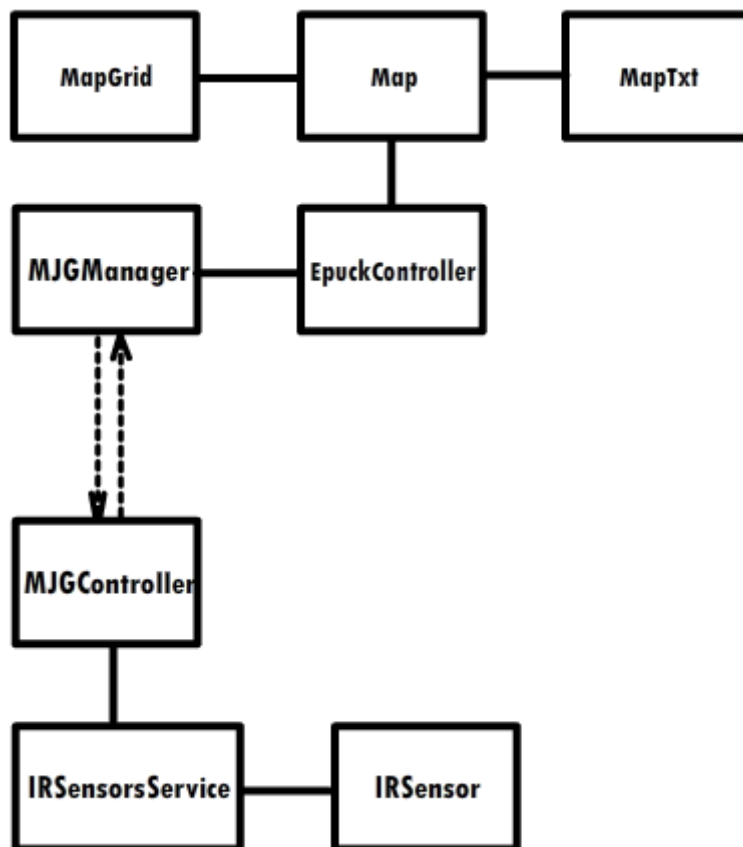 MapGrid
Map
MapTxt
MJGManager
EpuckController
MJGController
IRSensorsService
IRSensor